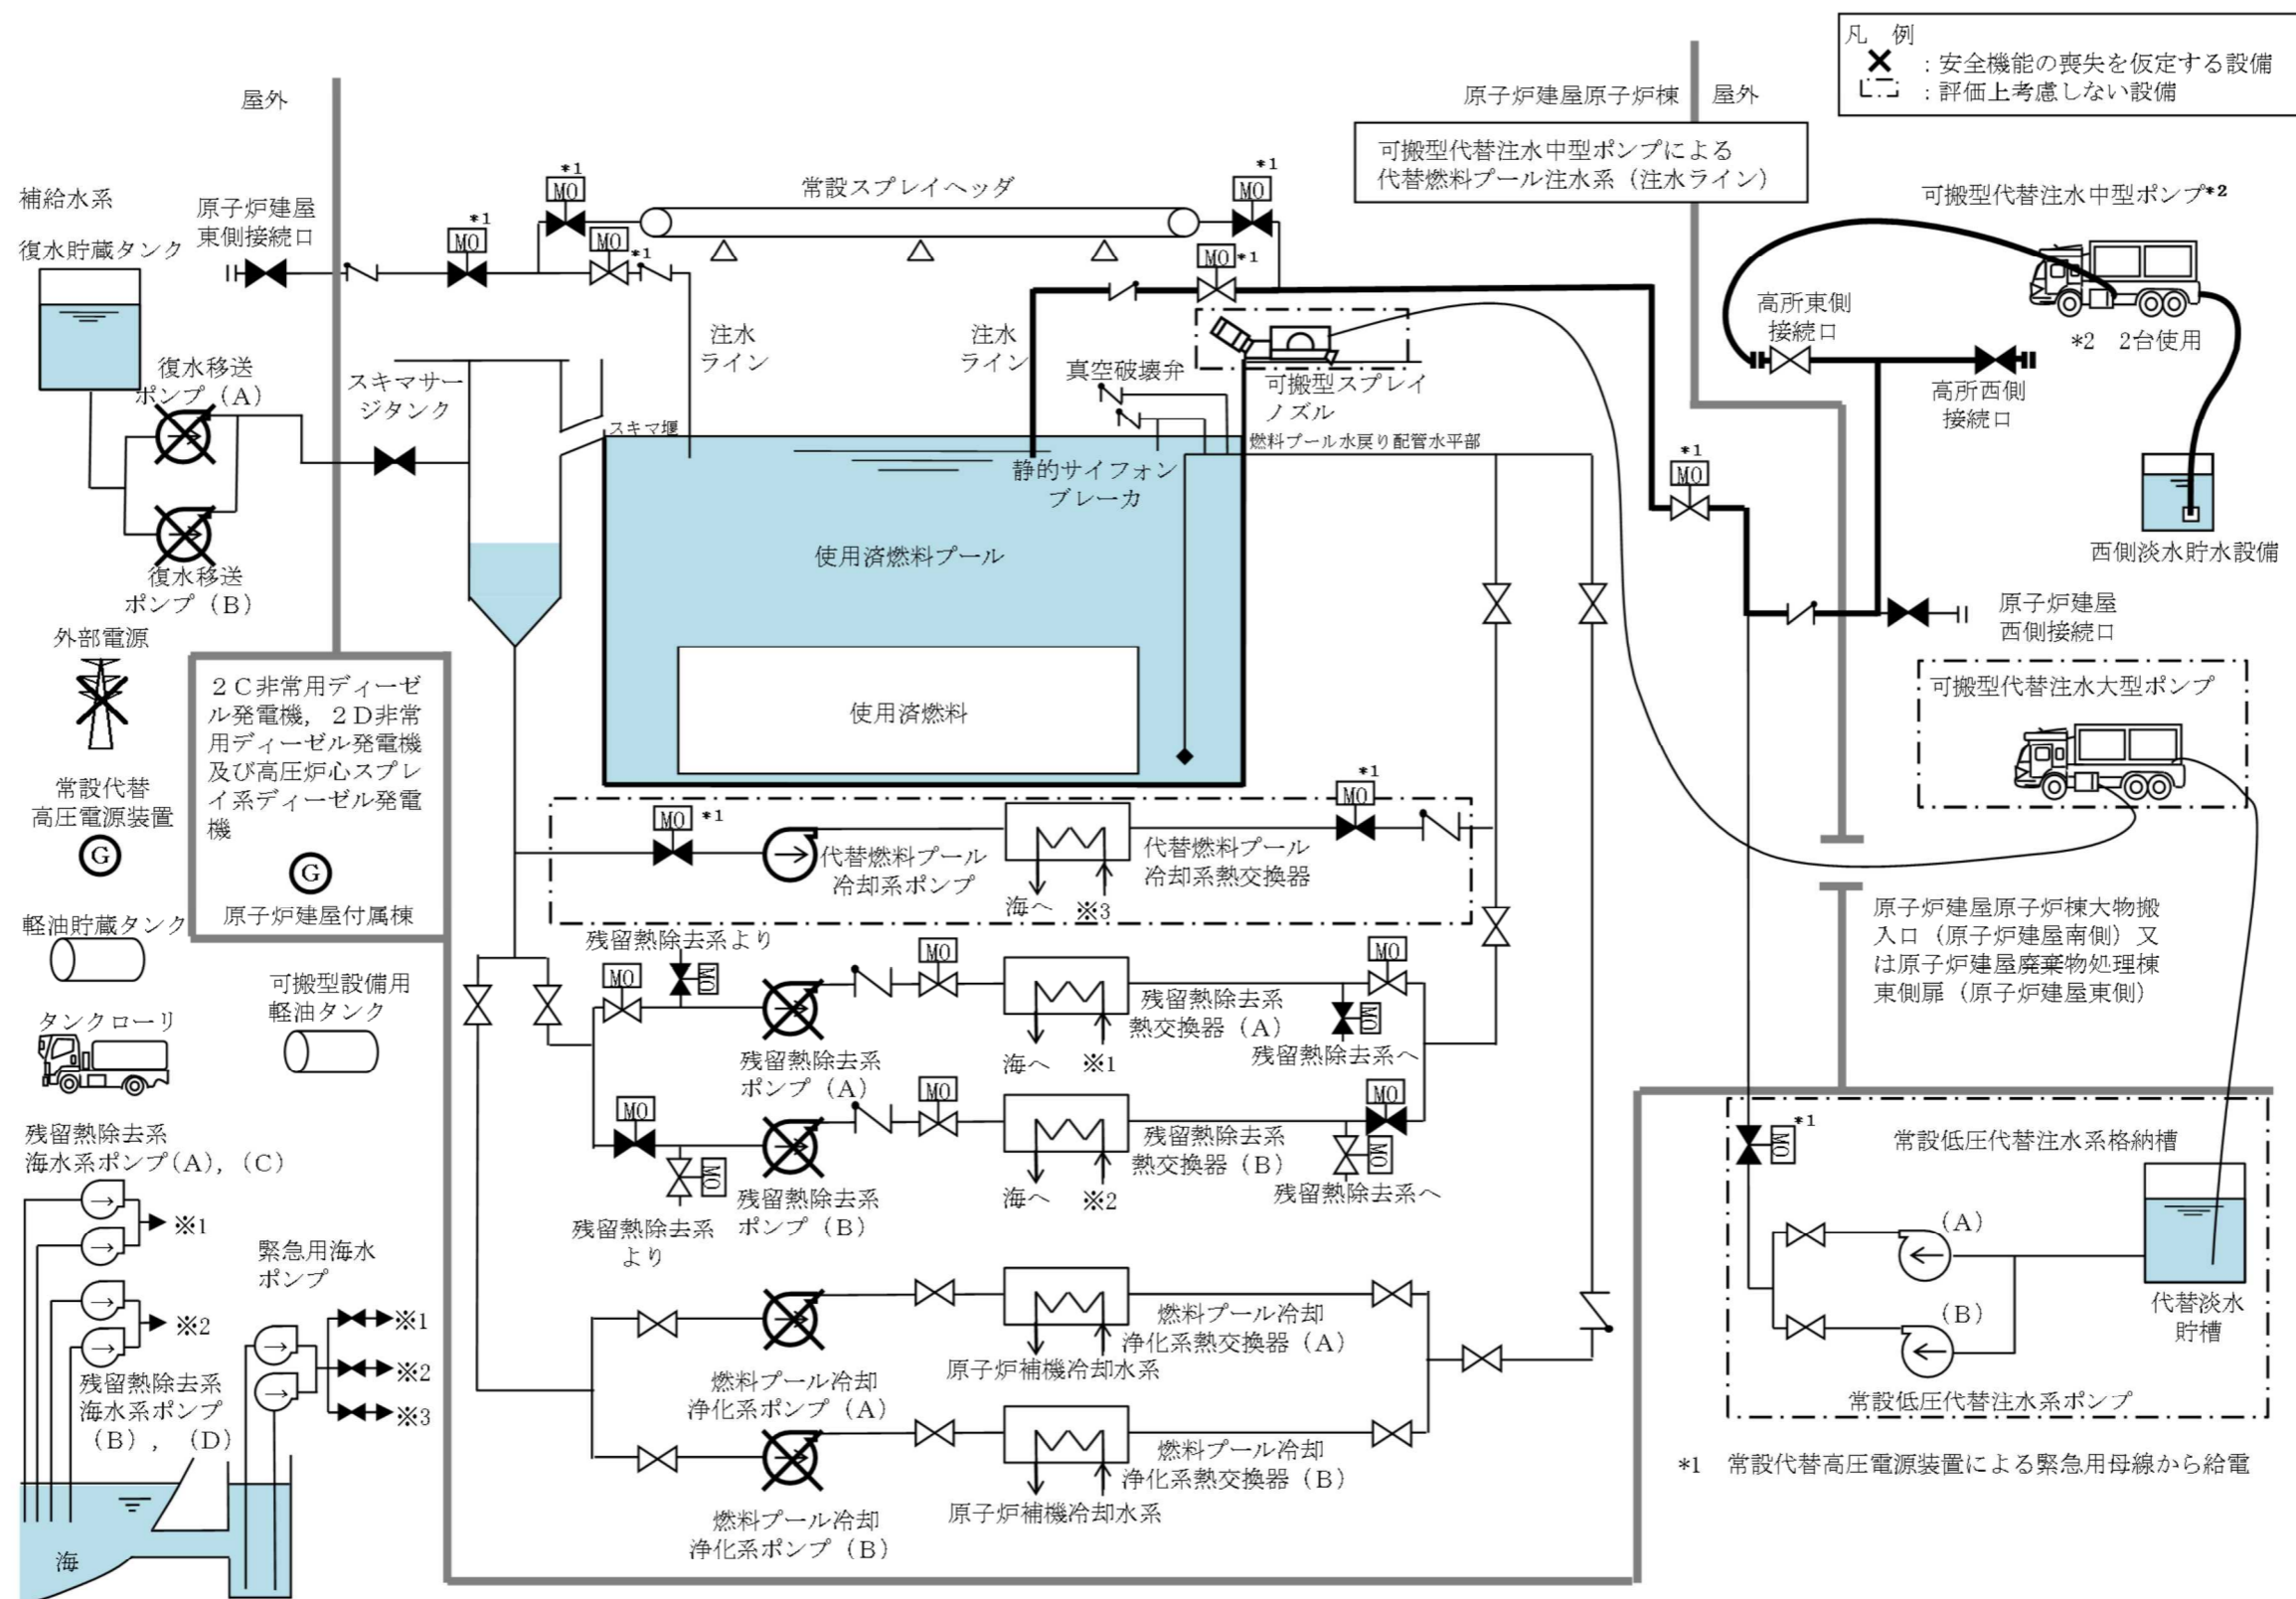 凡　例
：安全機能の喪失を仮定する設備
：評価上考慮しない設備
屋外
原子炉建屋原子炉棟
屋外
可搬型代替注水中型ポンプによる
代替燃料プール注水系（注水ライン）
補給水系
復水貯蔵タンク
原子炉建屋
東側接続口
*1
MO
*1
MO
MO
*1
常設スプレイヘッダ
*1
MO
MO
*1
可搬型代替注水中型ポンプ*2
*2　2台使用
高所東側
接続口
高所西側
接続口
西側淡水貯水設備
復水移送
ポンプ（A）
復水移送
ポンプ（B）
スキマサー
ジタンク
注水
ライン
注水
ライン
真空破壊弁
可搬型スプレイ
ノズル
スキマ堰
燃料プール水戻り配管水平部
静的サイフォン
ブレーカ
使用済燃料プール
使用済燃料
*1
MO
原子炉建屋
西側接続口
外部電源
常設代替
高圧電源装置
G
2C非常用ディーゼ
ル発電機，2D非常
用ディーゼル発電機
及び高圧炉心スプレ
イ系ディーゼル発電
機
G
原子炉建屋付属棟
軽油貯蔵タンク
可搬型設備用
軽油タンク
タンクローリ
可搬型代替注水大型ポンプ
MO
*1
代替燃料プール
冷却系ポンプ
海へ
※3
代替燃料プール
冷却系熱交換器
*1
MO
原子炉建屋原子炉棟大物搬
入口（原子炉建屋南側）又
は原子炉建屋廃棄物処理棟
東側扉（原子炉建屋東側）
残留熱除去系より
MO
MO
残留熱除去系
ポンプ（A）
MO
海へ
※1
残留熱除去系
熱交換器（A）
MO
MO
残留熱除去系へ
MO
MO
残留熱除去系
より
残留熱除去系
ポンプ（B）
MO
海へ
※2
残留熱除去系
熱交換器（B）
MO
MO
残留熱除去系へ
残留熱除去系
海水系ポンプ(A)，(C)
※1
※2
残留熱除去系
海水系ポンプ
（B），（D）
緊急用海水
ポンプ
※1
※2
※3
海
燃料プール冷却
浄化系ポンプ（A）
原子炉補機冷却水系
燃料プール冷却
浄化系熱交換器（A）
燃料プール冷却
浄化系ポンプ（B）
原子炉補機冷却水系
燃料プール冷却
浄化系熱交換器（B）
MO
*1
常設低圧代替注水系格納槽
（A）
（B）
代替淡水
貯槽
常設低圧代替注水系ポンプ
*1　常設代替高圧電源装置による緊急用母線から給電